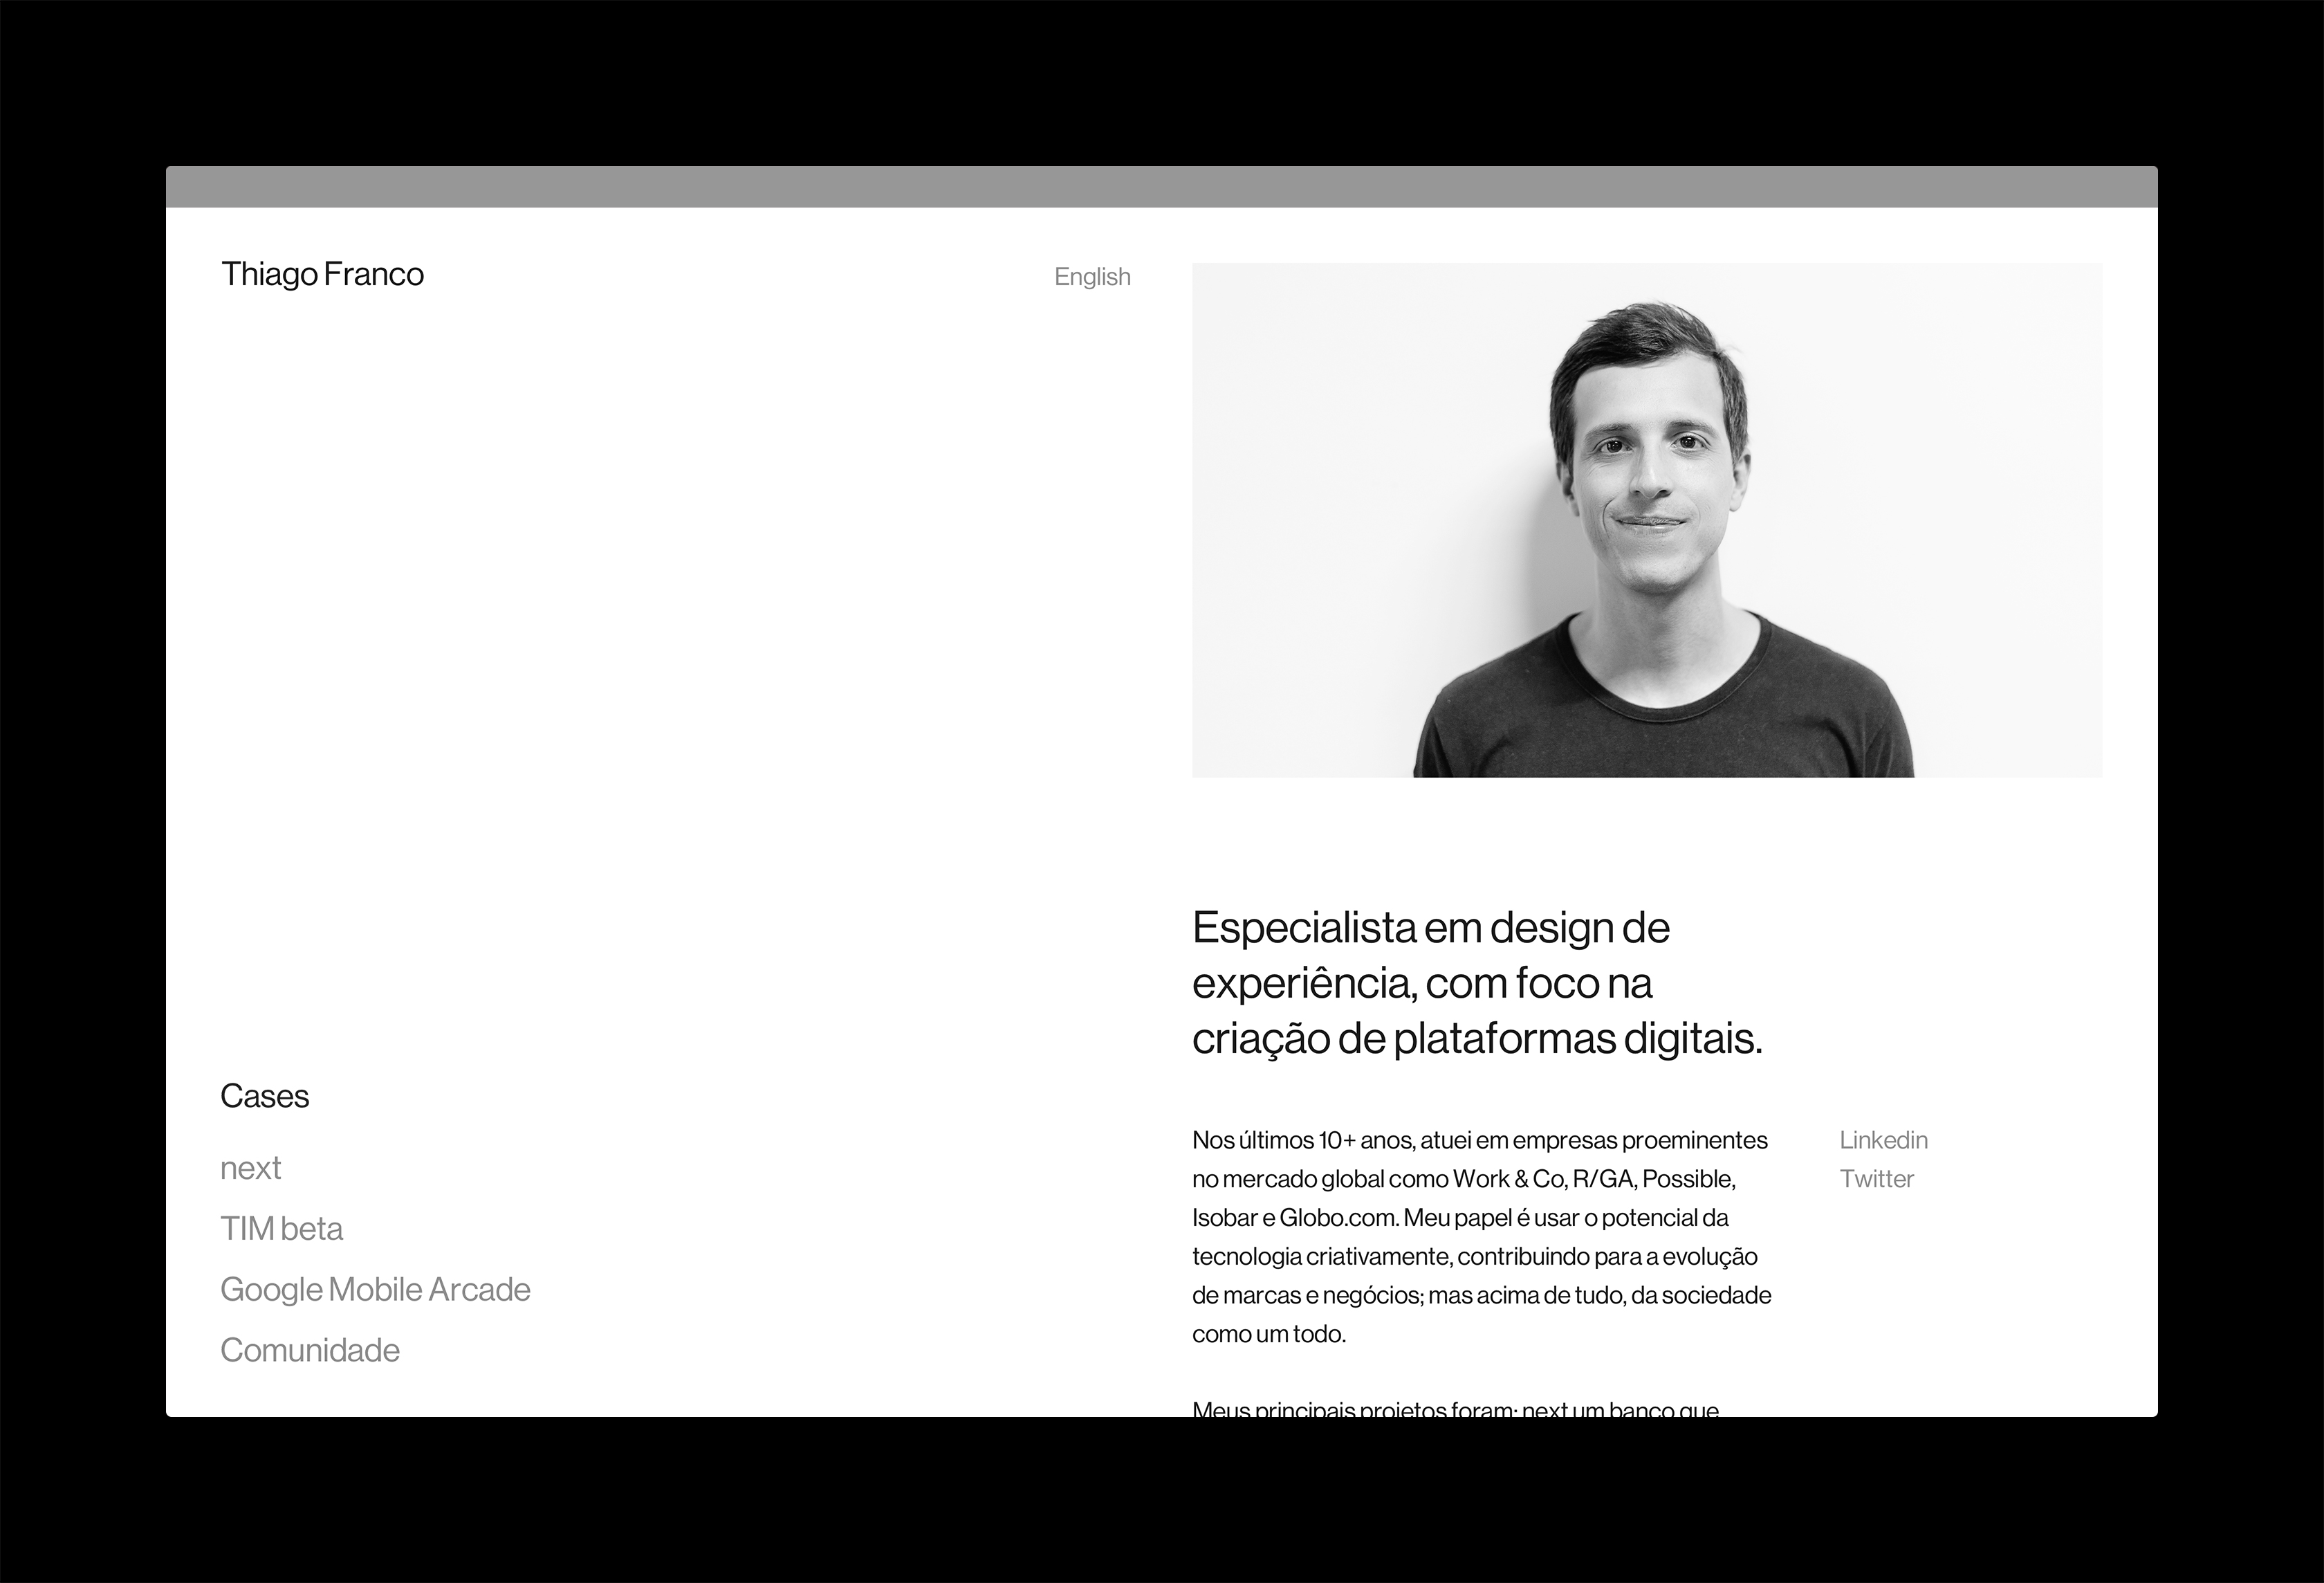 Thiago Franco
English
Especialista em design de
experiência, com foco na
criação de plataformas digitais.
Cases
next
TIM beta
Google Mobile Arcade
Comunidade
Nos últimos 10+ anos, atuei em empresas proeminentes
no mercado global como Work & Co, R/GA, Possible,
Isobar e Globo.com. Meu papel é usar o potencial da
tecnologia criativamente, contribuindo para a evolução
de marcas e negócios; mas acima de tudo, da sociedade
como um todo.
Meus principais projetos foram: next um banco que
Linkedin
Twitter